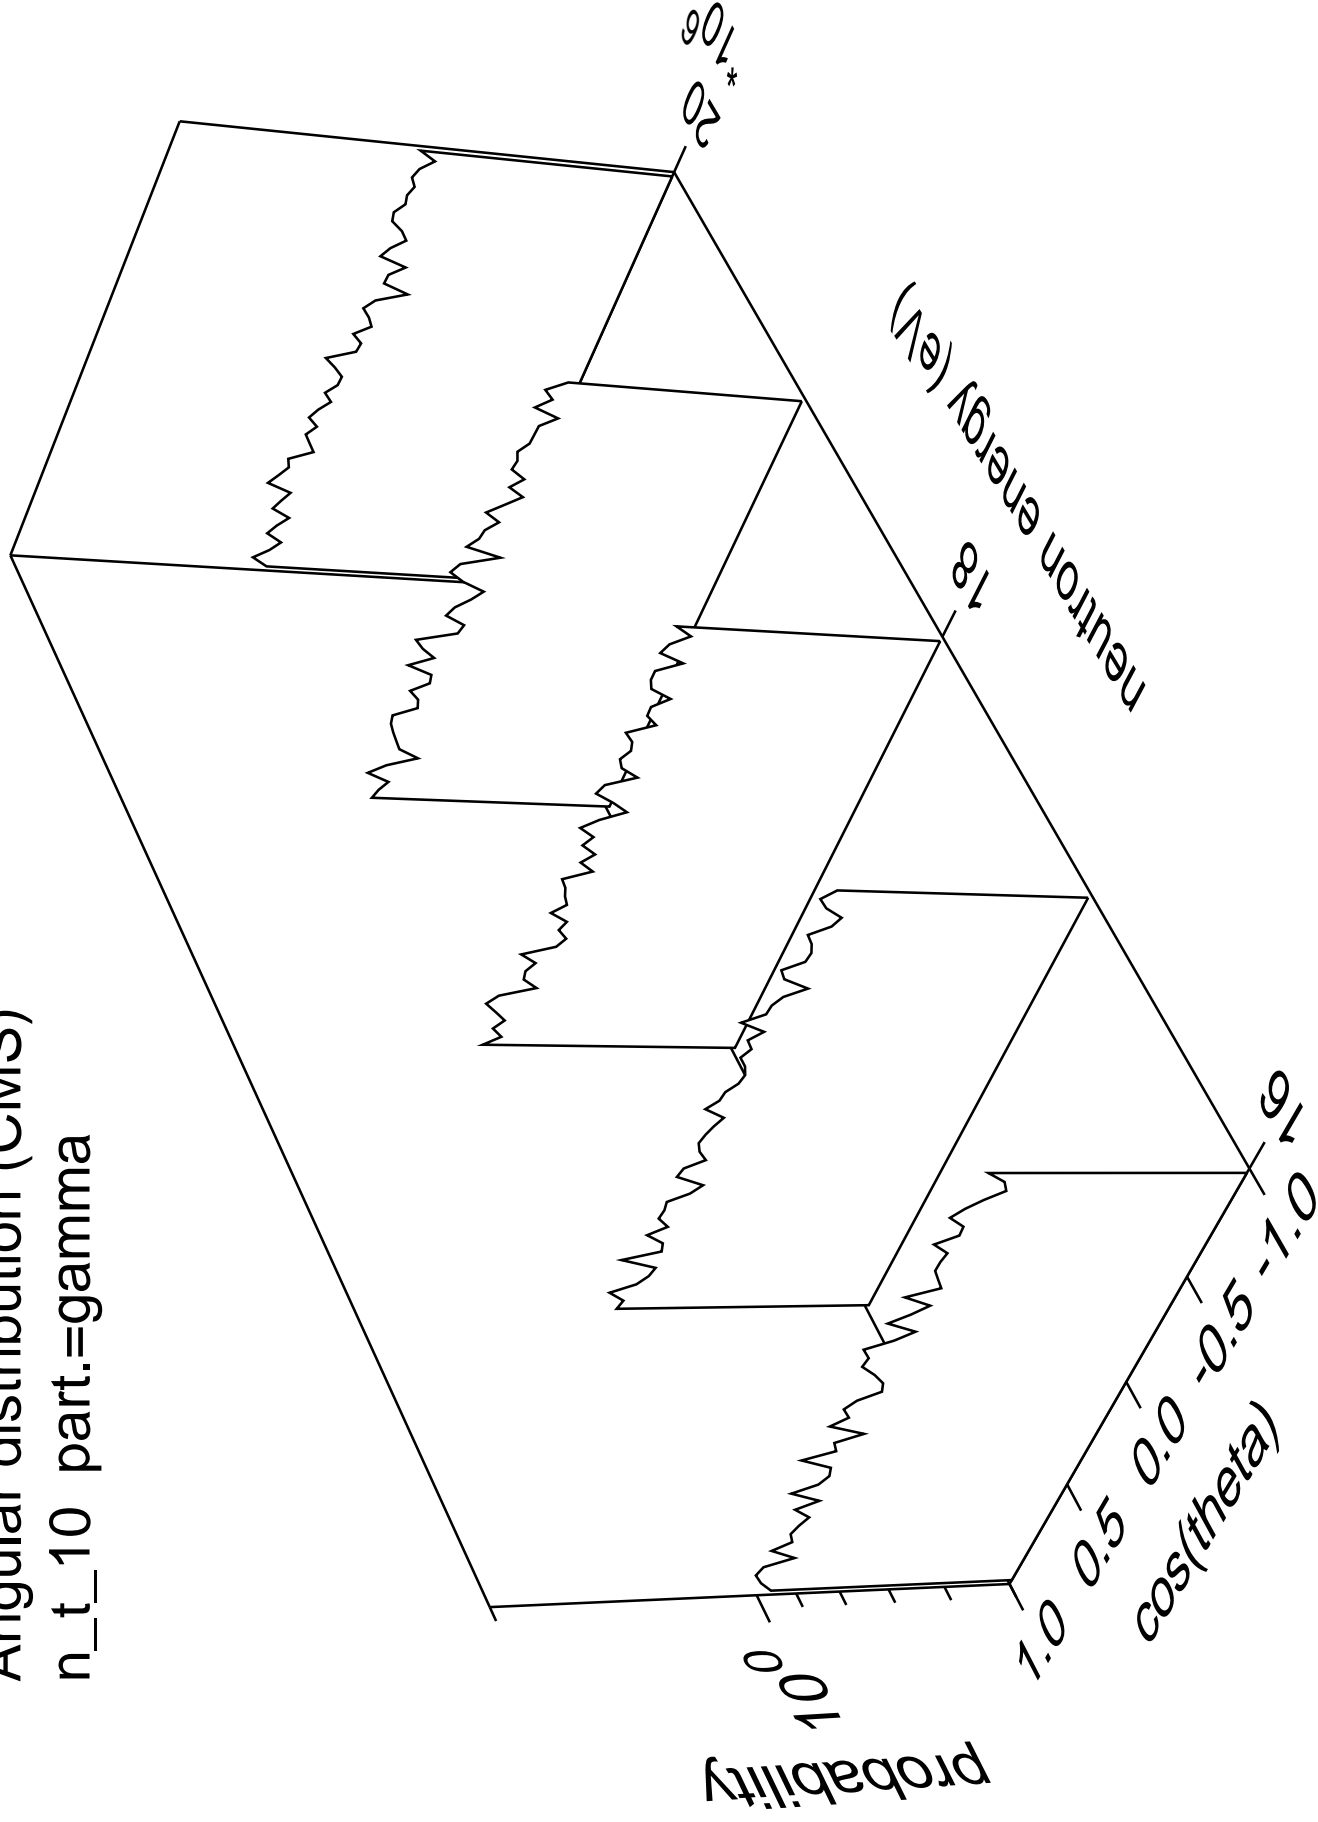 Angular distribution (CMS)
n_t_10 part.=gamma
probability
10^0
1.0 0.5 0.0 -0.5 -1.0
cos(theta)
16 18 20
*10^6
neutron energy (eV)